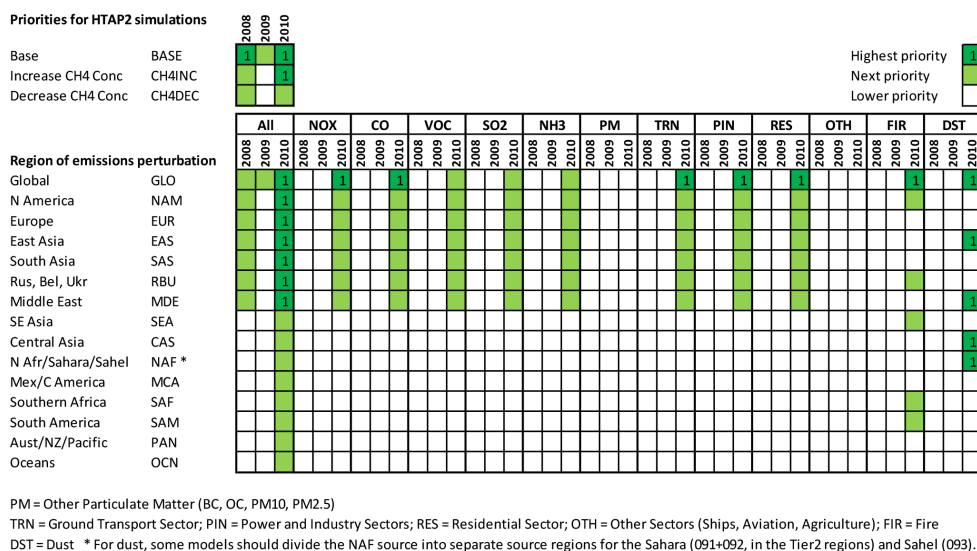 Priorities for HTAP2 simulations 2008 2009 2010
Base BASE 1 1 Highest priority 1
Increase CH4 Conc CH4INC 1 Next priority
Decrease CH4 Conc CH4DEC Lower priority
All NOX CO VOC SO2 NH3 PM TRN PIN RES OTH FIR DST
Region of emissions perturbation 2008 2009 2010 2008 2009 2010 2008 2009 2010 2008 2009 2010 2008 2009 2010 2008 2009 2010 2008 2009 2010 2008 2009 2010 2008 2009 2010 2008 2009 2010 2008 2009 2010 2008 2009 2010 2008 2009 2010
Global GLO 1 1 1 1 1 1 1 1
N America NAM 1
Europe EUR 1
East Asia EAS 1 1
South Asia SAS 1
Rus, Bel, Ukr RBU 1
Middle East MDE 1 1
SE Asia SEA
Central Asia CAS 1
N Afr/Sahara/Sahel NAF * 1
Mex/C America MCA
Southern Africa SAF
South America SAM
Aust/NZ/Pacific PAN
Oceans OCN
PM = Other Particulate Matter (BC, OC, PM10, PM2.5)
TRN = Ground Transport Sector; PIN = Power and Industry Sectors; RES = Residential Sector; OTH = Other Sectors (Ships, Aviation, Agriculture); FIR = Fire
DST = Dust * For dust, some models should divide the NAF source into separate source regions for the Sahara (091+092, in the Tier2 regions) and Sahel (093).